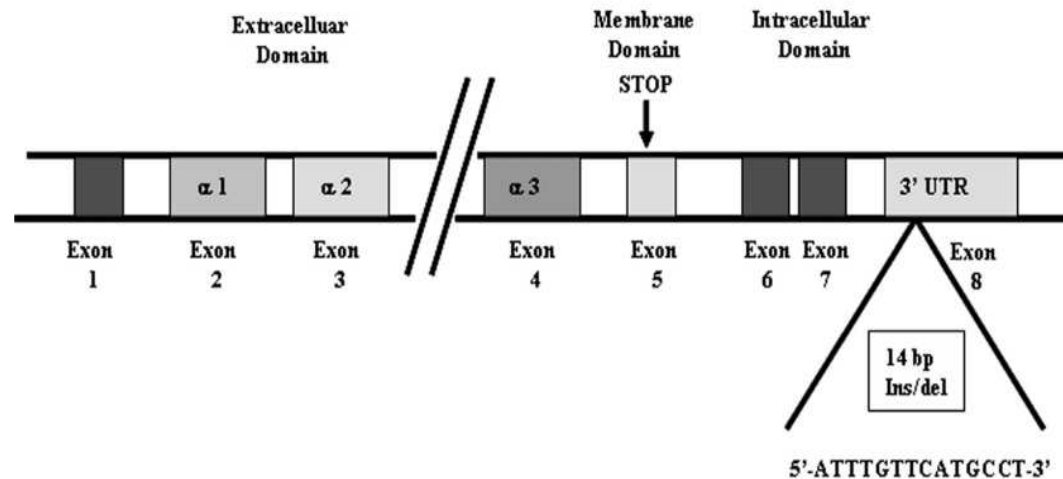 Extracelluar
Domain
Membrane
Domain
STOP
Intracellular
Domain
α 1
α 2
α 3
3’ UTR
Exon
1
Exon
2
Exon
3
Exon
4
Exon
5
Exon
6
Exon
7
Exon
8
14 bp
Ins/del
5’-ATTTGTTCATGCCT-3’